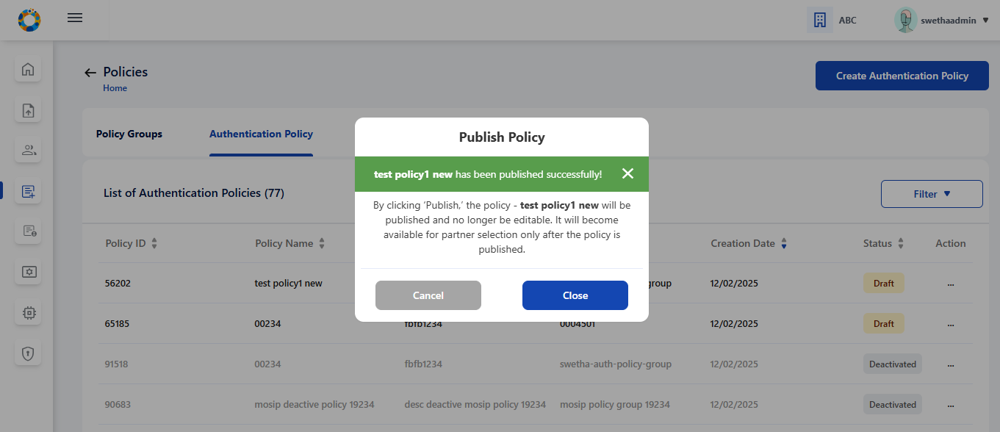 ABC
swethaadmin ▼
Policies
Home
Create Authentication Policy
Policy Groups
Authentication Policy
Publish Policy
test policy1 new has been published successfully!
By clicking ‘Publish,’ the policy - test policy1 new will be
published and no longer be editable. It will become
available for partner selection only after the policy is
published.
Cancel
Close
List of Authentication Policies (77)
Filter ▼
Policy ID
Policy Name
Creation Date
Status
Action
56202 test policy1 new group 12/02/2025 Draft ...
65185 00234 fbfb1234 0004501 12/02/2025 Draft ...
91518 00234 fbfb1234 swetha-auth-policy-group 12/02/2025 Deactivated ...
90683 mosip deactive policy 19234 desc deactive mosip policy 19234 mosip policy group 19234 12/02/2025 Deactivated ...